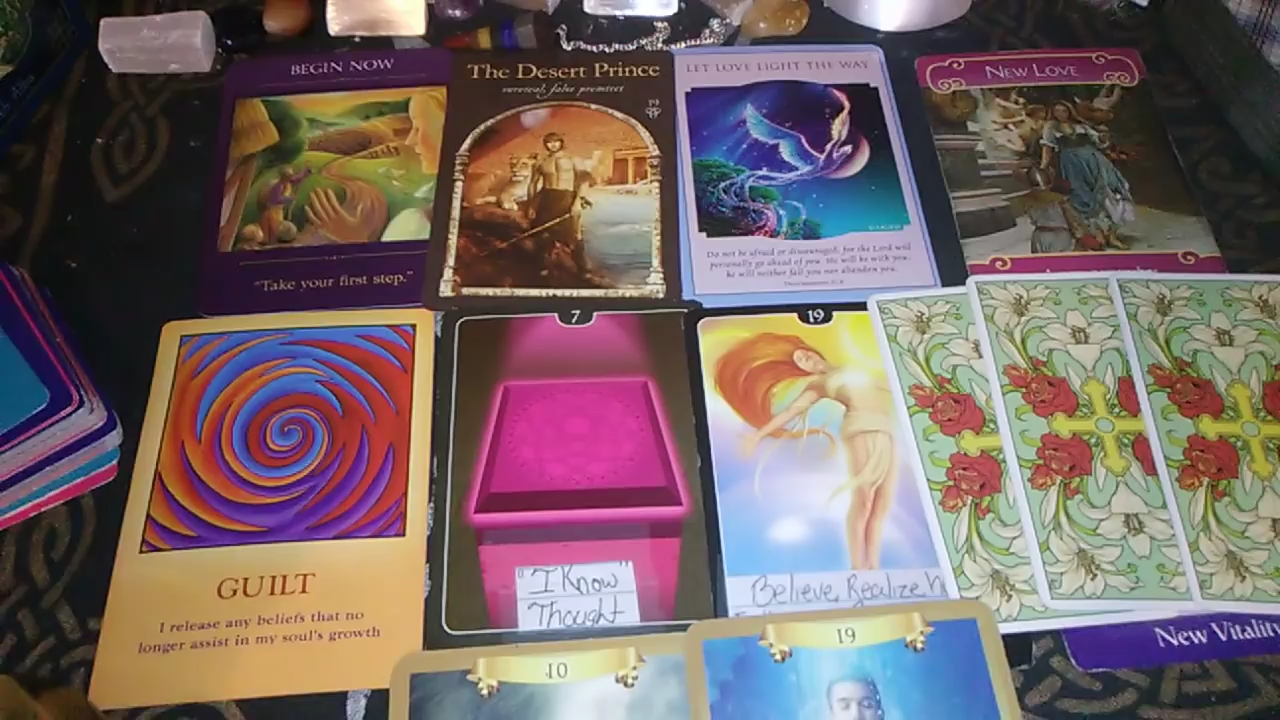 BEGIN NOW
"Take your first step."
The Desert Prince
survival, false promises
19
LET LOVE LIGHT THE WAY
Do not be afraid or discouraged, for the Lord will
personally go ahead of you. He will be with you;
he will neither fail you nor abandon you.
NEW LOVE
GUILT
I release any beliefs that no
longer assist in my soul's growth
7
"I Know"
Thought
19
Believe, Realize
New Vitality
10
19